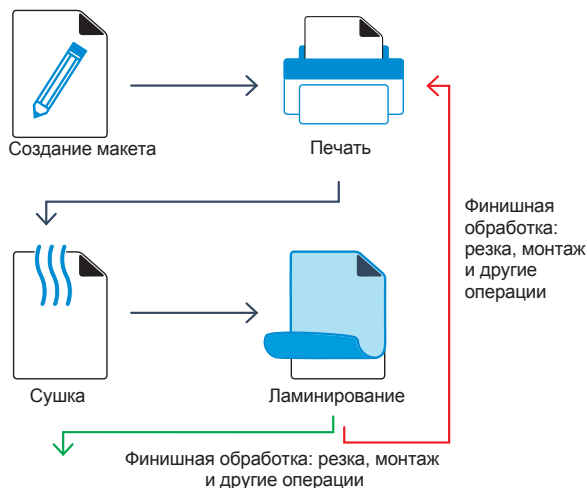 Создание макета
Печать
Финишная
обработка:
резка, монтаж
и другие
операции
Сушка
Ламинирование
Финишная обработка: резка, монтаж
и другие операции